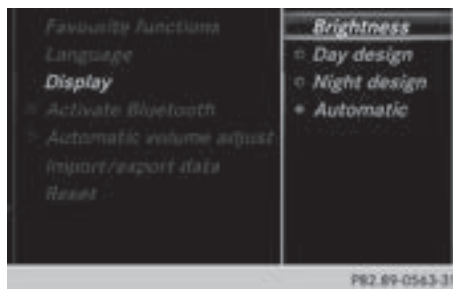 Favourite functions
Language
Display
Activate Bluetooth
Automatic volume adjust
Import/export data
Reset
Brightness
Day design
Night design
Automatic
P82.89-0563-31